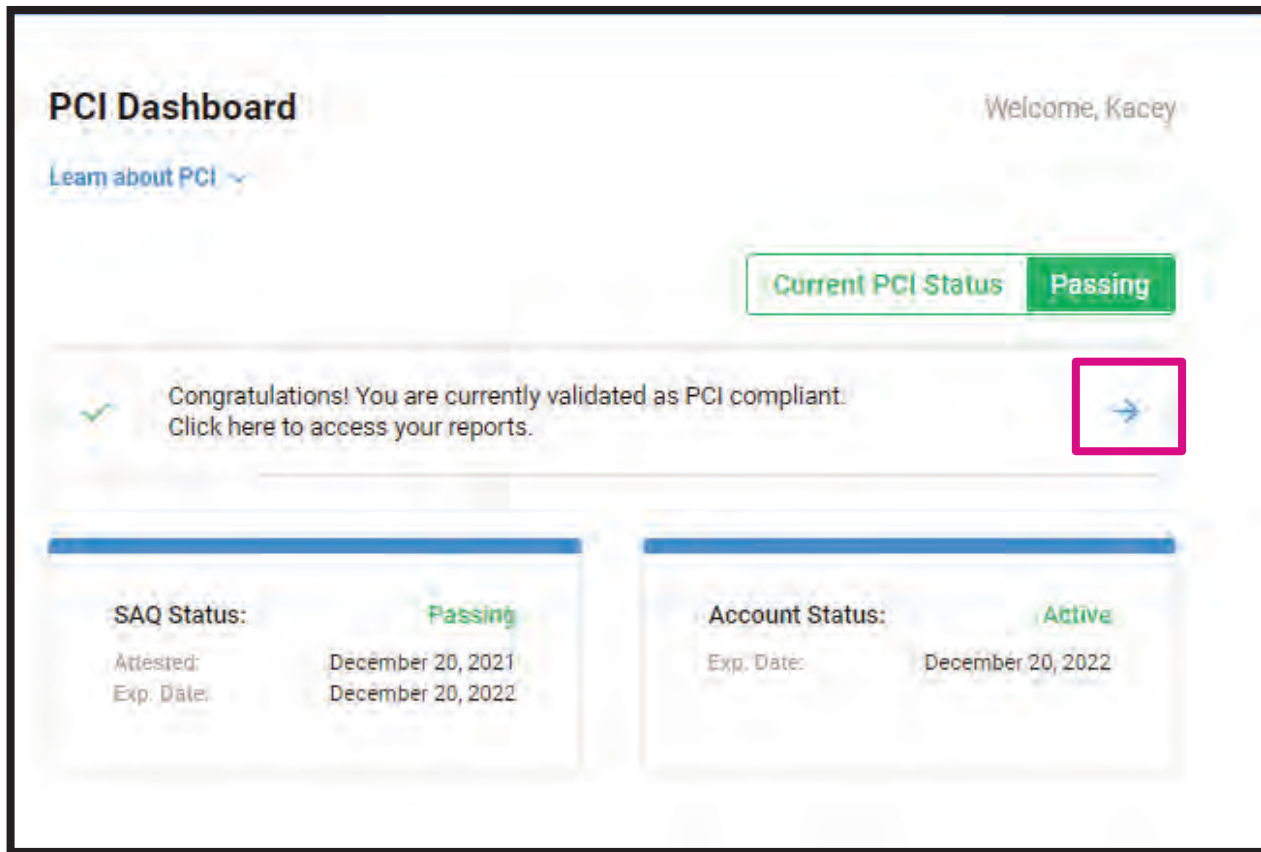 PCI Dashboard
Welcome, Kacey
Learn about PCI
Current PCI Status Passing
Congratulations! You are currently validated as PCI compliant.
Click here to access your reports.
SAQ Status: Passing
Attested: December 20, 2021
Exp. Date: December 20, 2022
Account Status: Active
Exp. Date: December 20, 2022